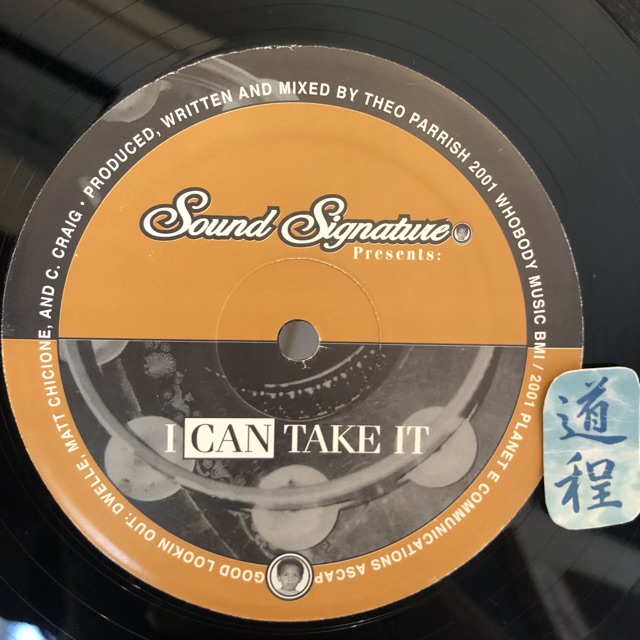 Sound Signature
Presents:
I CAN TAKE IT
PRODUCED, WRITTEN AND MIXED BY THEO PARRISH 2001 WHOBODY MUSIC BMI / 2001 PLANET E COMMUNICATIONS ASCAP
GOOD LOOKIN OUT: DWELLE, MATT CHICIONE, AND C. CRAIG •
道程